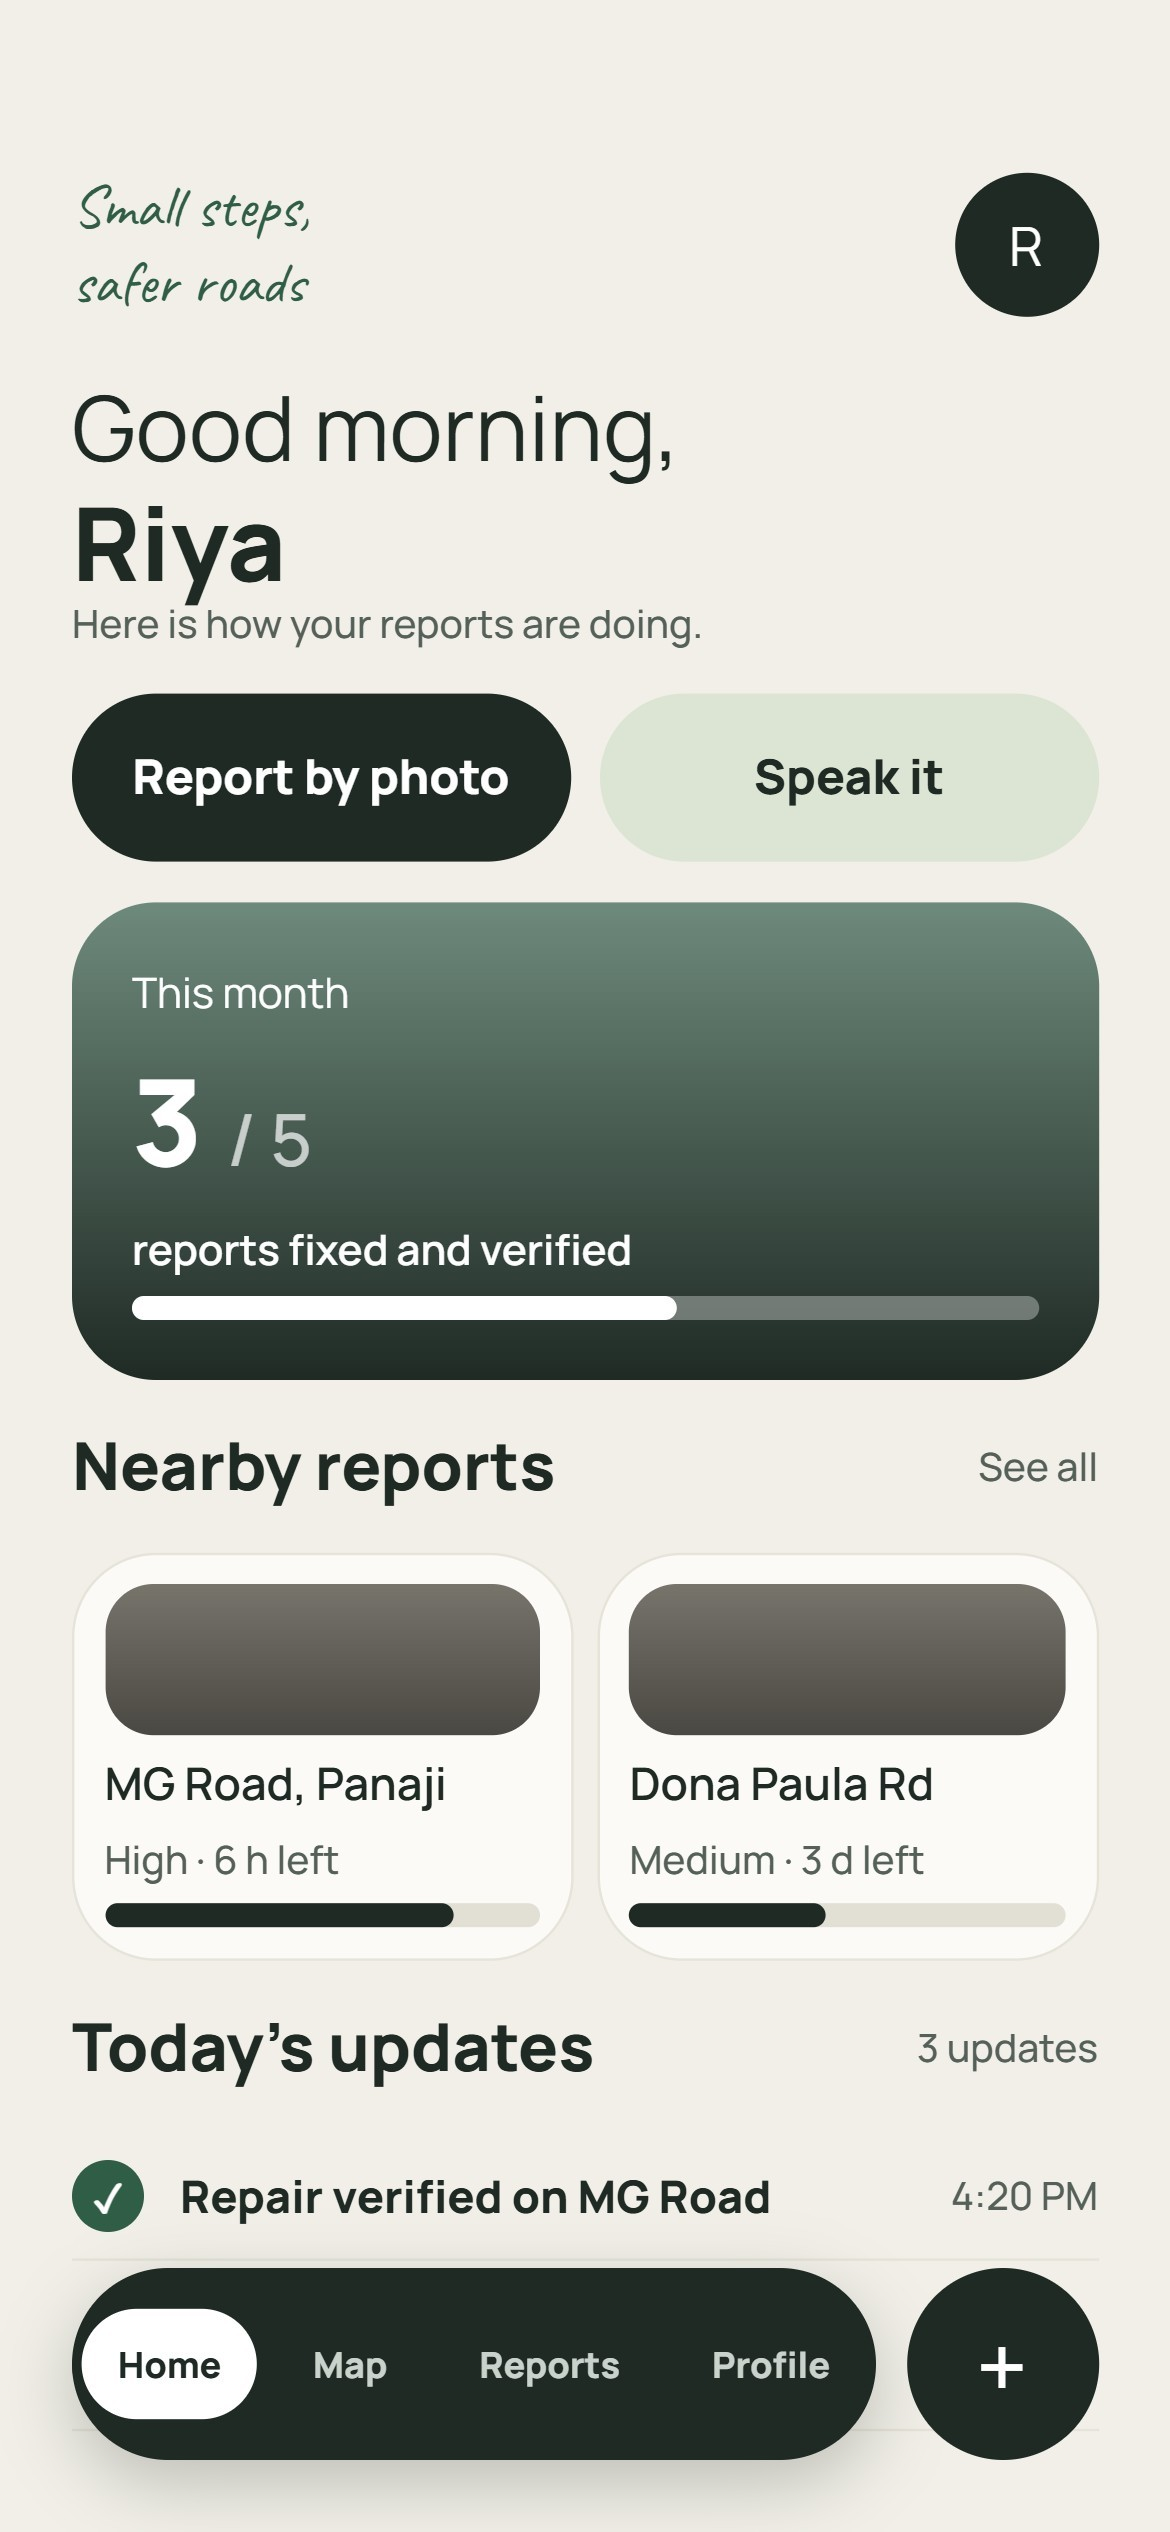 Small steps,
safer roads
R
Good morning,
Riya
Here is how your reports are doing.
Report by photo
Speak it
This month
3 / 5
reports fixed and verified
Nearby reports
See all
MG Road, Panaji
High · 6 h left
Dona Paula Rd
Medium · 3 d left
Today’s updates
3 updates
✓ Repair verified on MG Road
4:20 PM
Home
Map
Reports
Profile
+